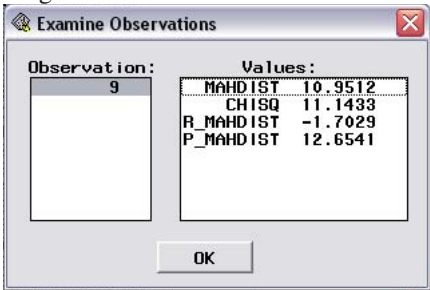 Examine Observations
Observation: Values:
9 MAHDIST 10.9512
CHISQ 11.1433
R_MAHDIST -1.7029
P_MAHDIST 12.6541
OK